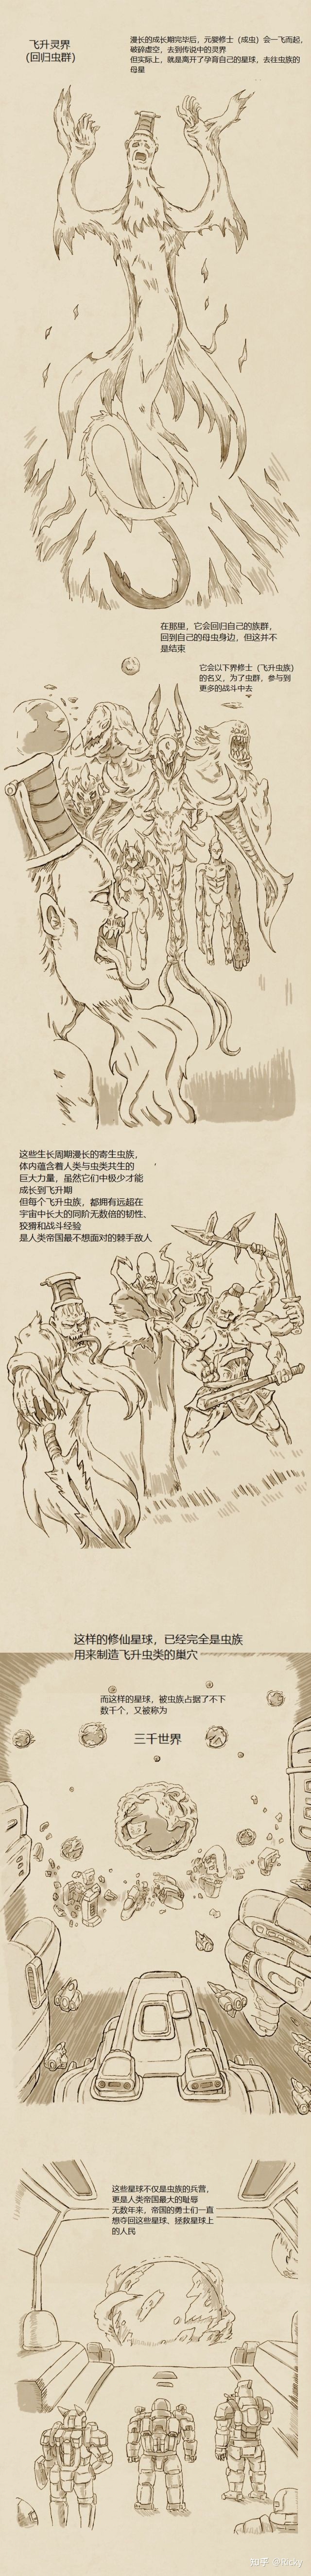 飞升灵界
(回归虫群)
漫长的成长期完毕后，元婴修士（成虫）会一飞而起，
破碎虚空，去到传说中的灵界
但实际上，就是离开了孕育自己的星球，去往虫族的
母星
在那里，它会回归自己的族群，
回到自己的母虫身边，但这并不
是结束
它会以下界修士（飞升虫族）
的名义，为了虫群，参与到
更多的战斗中去
这些生长周期漫长的寄生虫族，
体内蕴含着人类与虫类共生的
巨大力量，虽然它们中极少才能
成长到飞升期
但每个飞升虫族，都拥有远超在
宇宙中长大的同阶无数倍的韧性、
狡猾和战斗经验
是人类帝国最不想面对的棘手敌人
这样的修仙星球，已经完全是虫族
用来制造飞升虫类的巢穴
而这样的星球，被虫族占据了不下
数千个，又被称为
三千世界
这些星球不仅是虫族的兵营，
更是人类帝国最大的耻辱
无数年来，帝国的勇士们一直
想夺回这些星球、拯救星球上
的人民
知乎 @Ricky